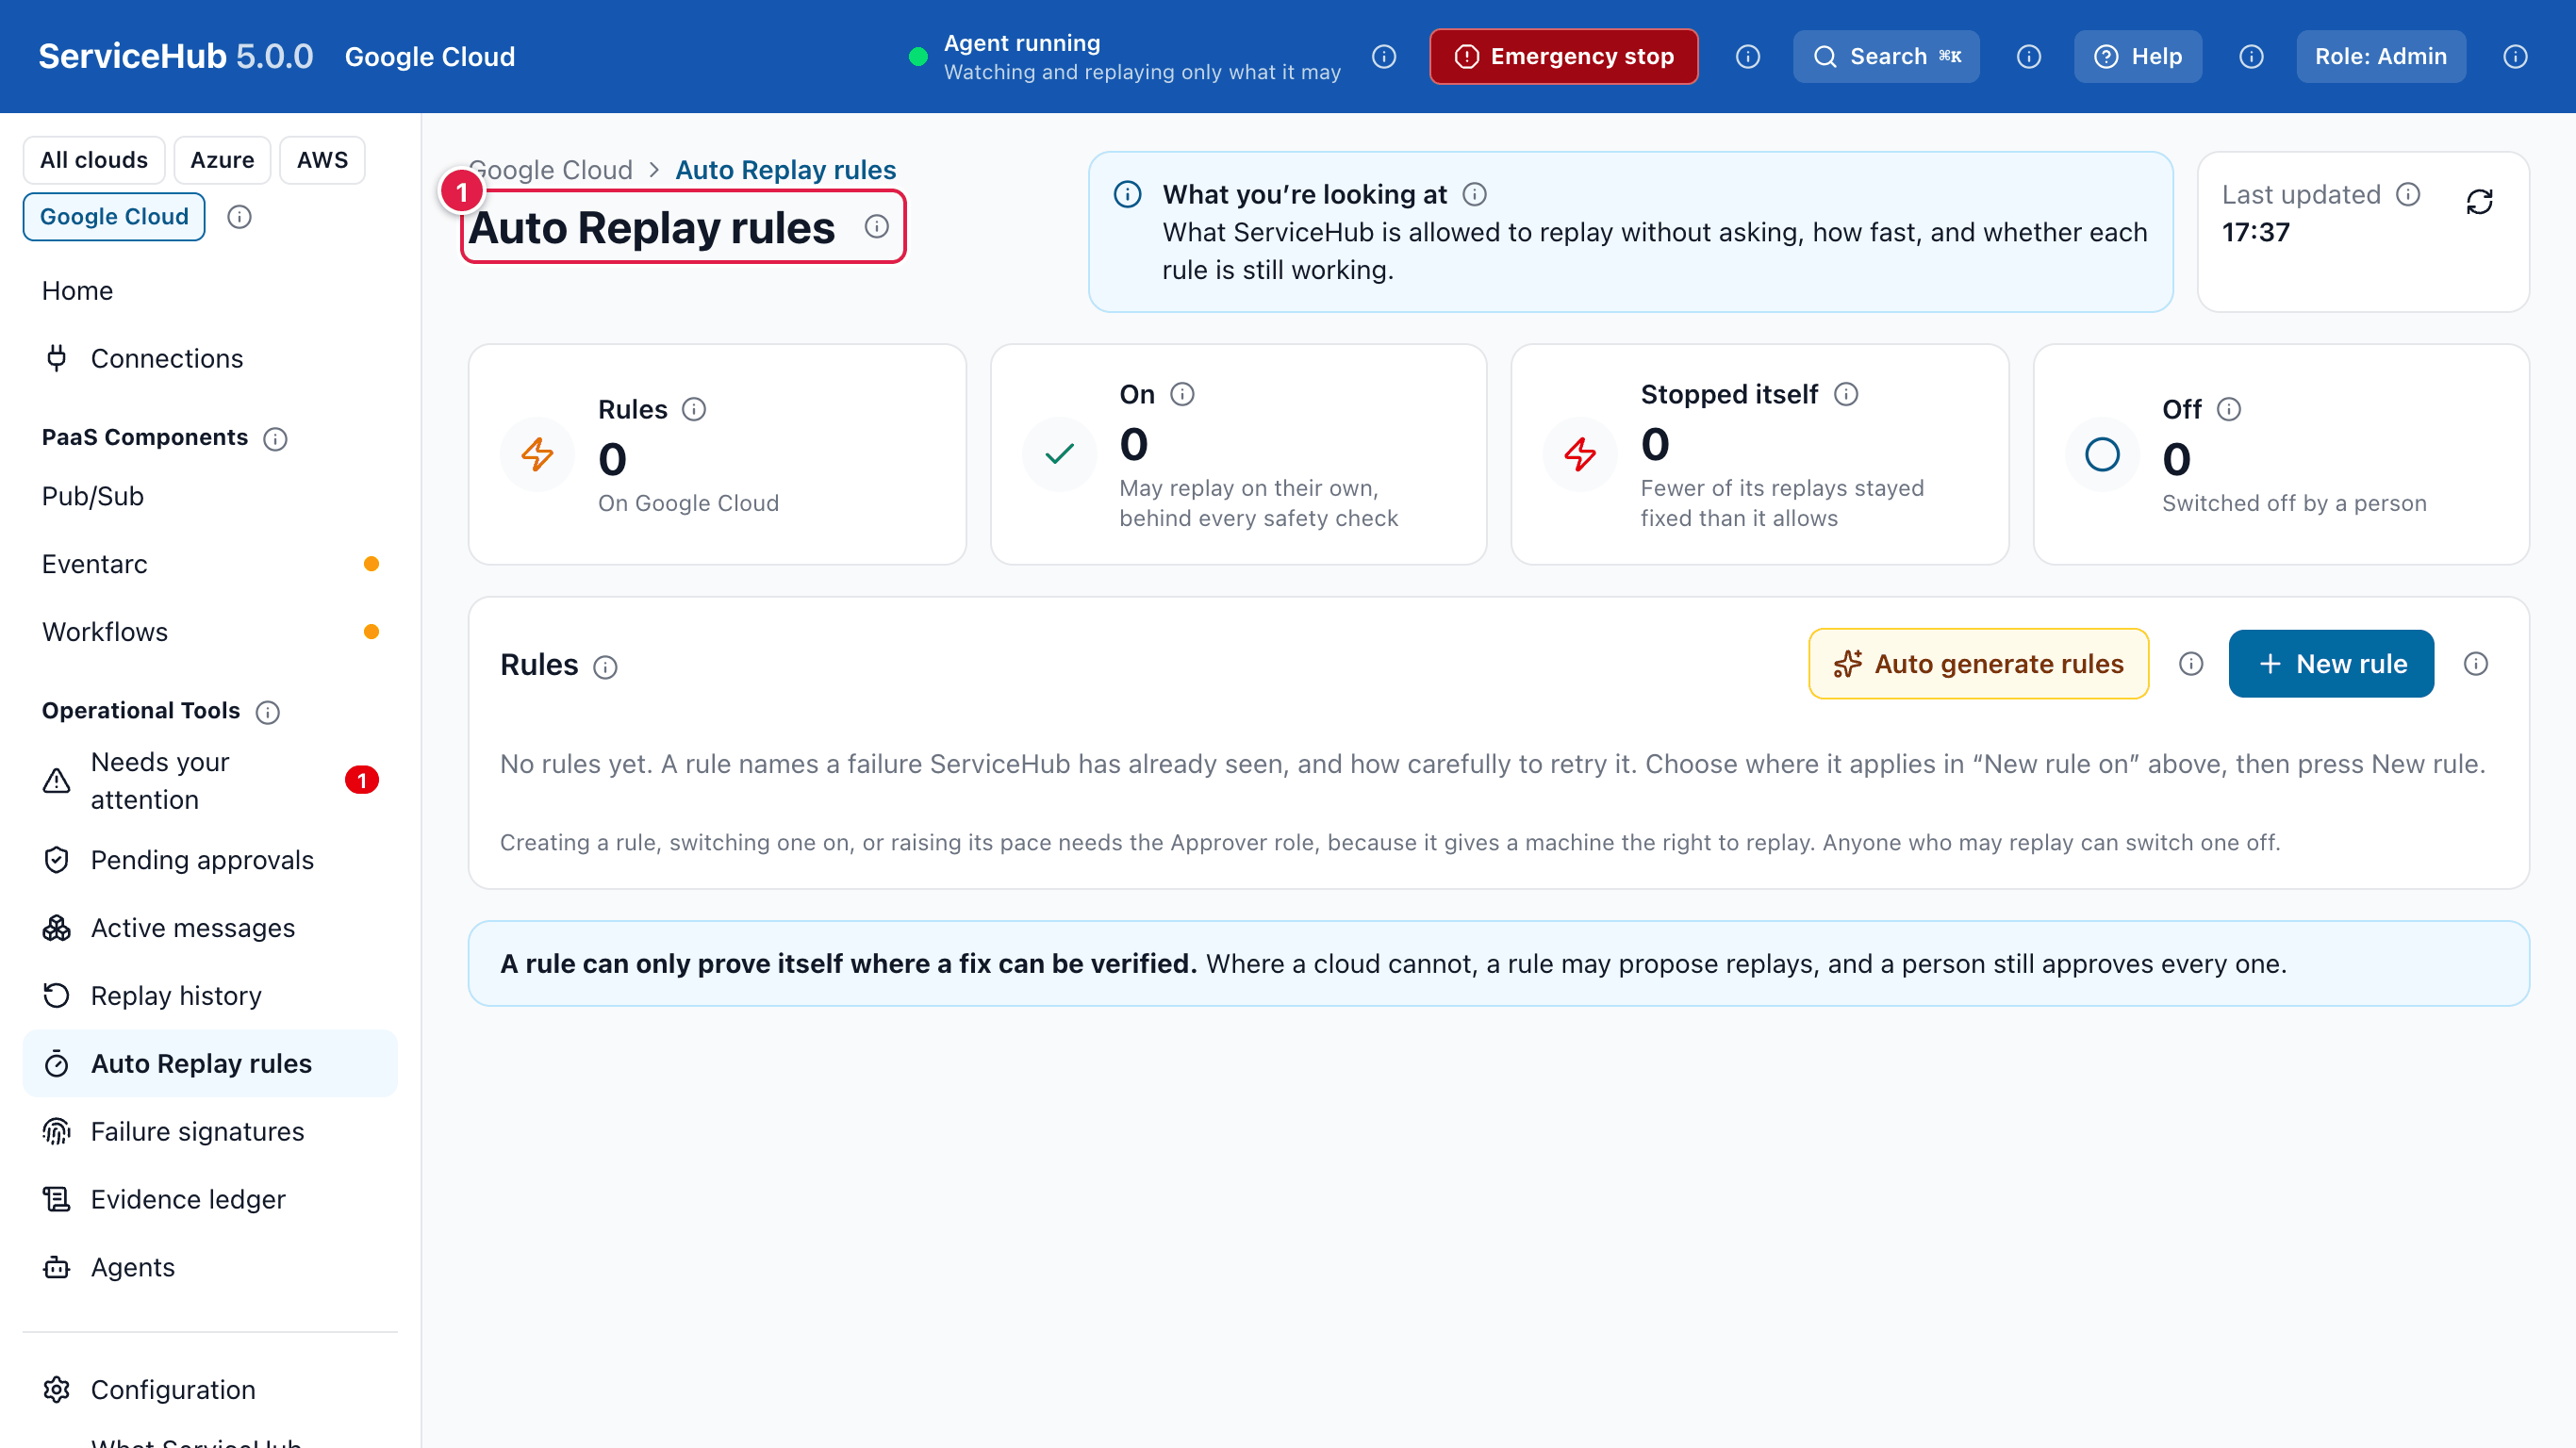 ServiceHub 5.0.0 Google Cloud
Agent running
Watching and replaying only what it may
Emergency stop
Search ⌘K
Help
Role: Admin
All clouds Azure AWS
Google Cloud
Home
Connections
PaaS Components
Pub/Sub
Eventarc
Workflows
Operational Tools
Needs your
attention
1
Pending approvals
Active messages
Replay history
Auto Replay rules
Failure signatures
Evidence ledger
Agents
Configuration
What ServiceHub
Google Cloud > Auto Replay rules
1
Auto Replay rules
What you’re looking at
What ServiceHub is allowed to replay without asking, how fast, and whether each
rule is still working.
Last updated
17:37
Rules
0
On Google Cloud
On
0
May replay on their own,
behind every safety check
Stopped itself
0
Fewer of its replays stayed
fixed than it allows
Off
0
Switched off by a person
Rules
Auto generate rules
+ New rule
No rules yet. A rule names a failure ServiceHub has already seen, and how carefully to retry it. Choose where it applies in “New rule on” above, then press New rule.
Creating a rule, switching one on, or raising its pace needs the Approver role, because it gives a machine the right to replay. Anyone who may replay can switch one off.
A rule can only prove itself where a fix can be verified. Where a cloud cannot, a rule may propose replays, and a person still approves every one.